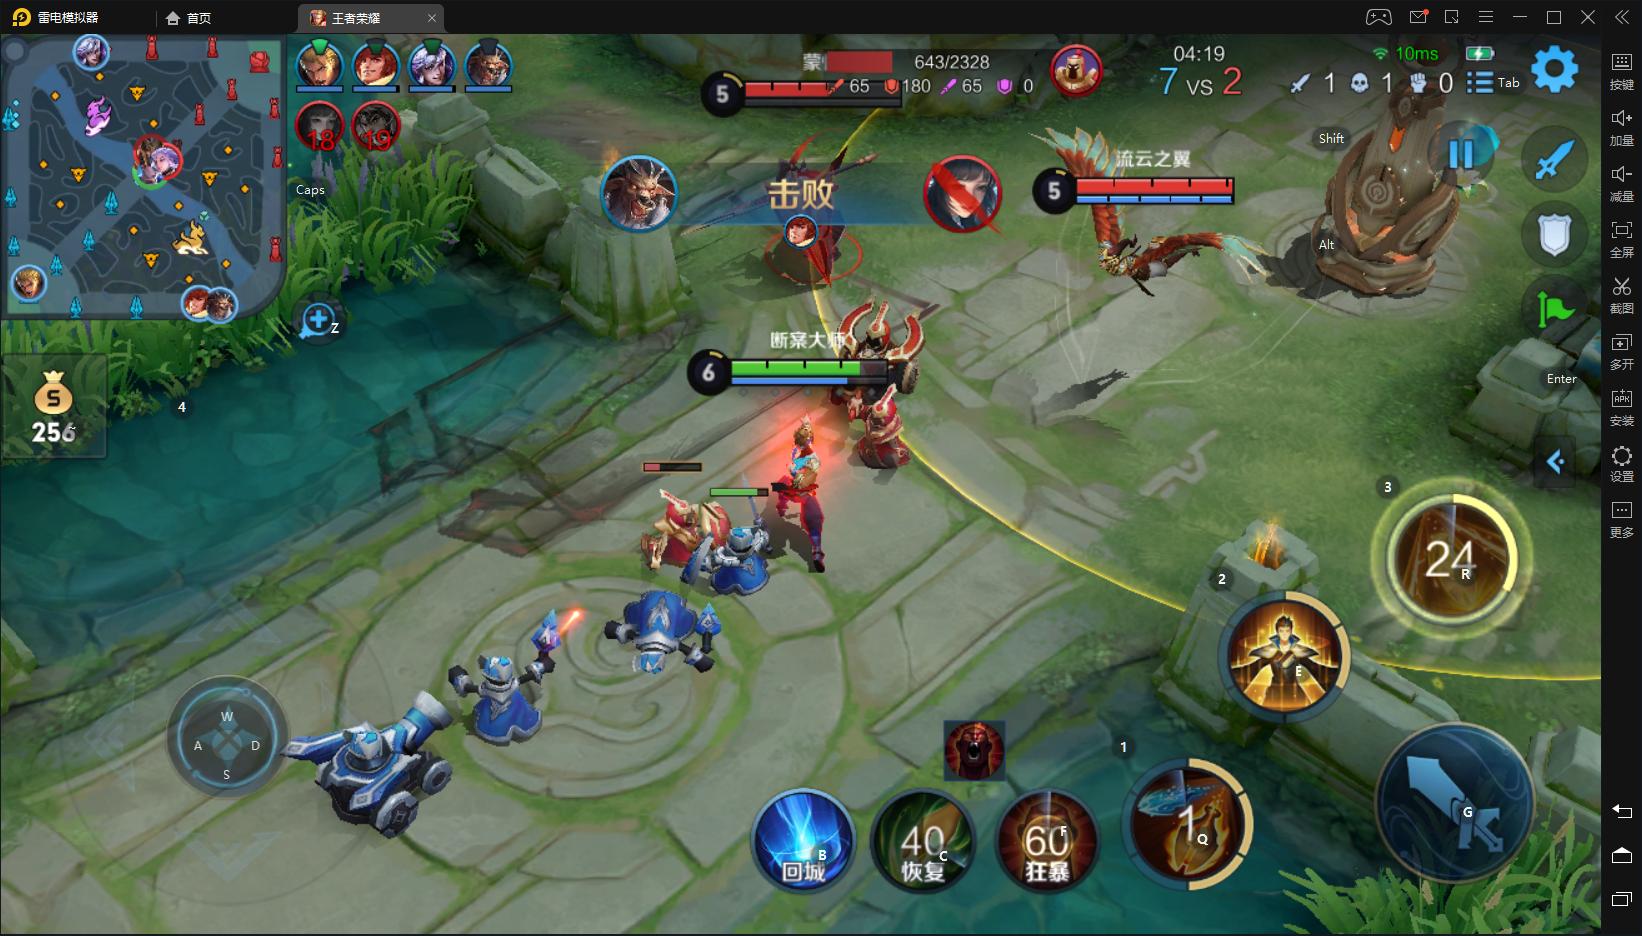 雷电模拟器
首页
王者荣耀
643/2328
5
65
180
65
0
04:19
7 VS 2
10ms
1
1
0
Tab
18
19
Caps
击败
5
流云之翼
Shift
Alt
Enter
Z
256
4
断案大师
6
3
24
R
2
E
W
A
D
S
1
1
Q
G
B
回城
40
C
恢复
60
F
狂暴
按键
加量
减量
全屏
截图
多开
APK
安装
设置
更多